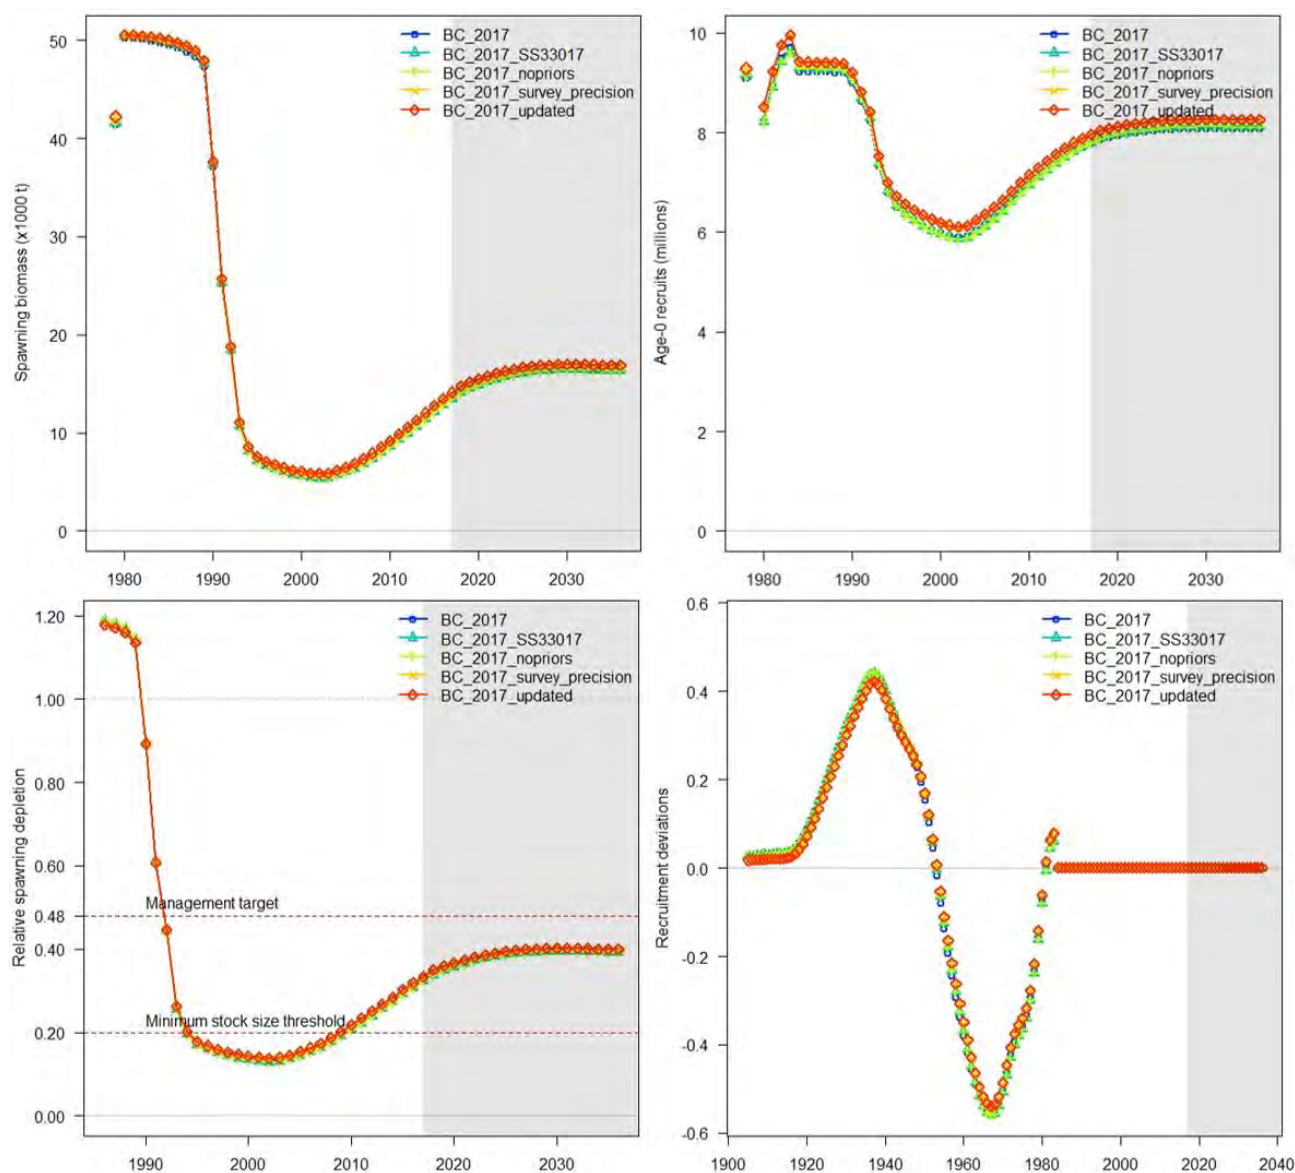 BC_2017
BC_2017_SS33017
BC_2017_nopriors
BC_2017_survey_precision
BC_2017_updated
50
40
30
20
10
0
Spawning biomass (x1000 t)
1980 1990 2000 2010 2020 2030
BC_2017
BC_2017_SS33017
BC_2017_nopriors
BC_2017_survey_precision
BC_2017_updated
10
8
6
4
2
0
Age-0 recruits (millions)
1980 1990 2000 2010 2020 2030
BC_2017
BC_2017_SS33017
BC_2017_nopriors
BC_2017_survey_precision
BC_2017_updated
1.20
1.00
0.80
0.60
0.48
0.40
0.20
0.00
Relative spawning depletion
Management target
Minimum stock size threshold
1990 2000 2010 2020 2030
BC_2017
BC_2017_SS33017
BC_2017_nopriors
BC_2017_survey_precision
BC_2017_updated
0.6
0.4
0.2
0.0
-0.2
-0.4
-0.6
Recruitment deviations
1900 1920 1940 1960 1980 2000 2020 2040